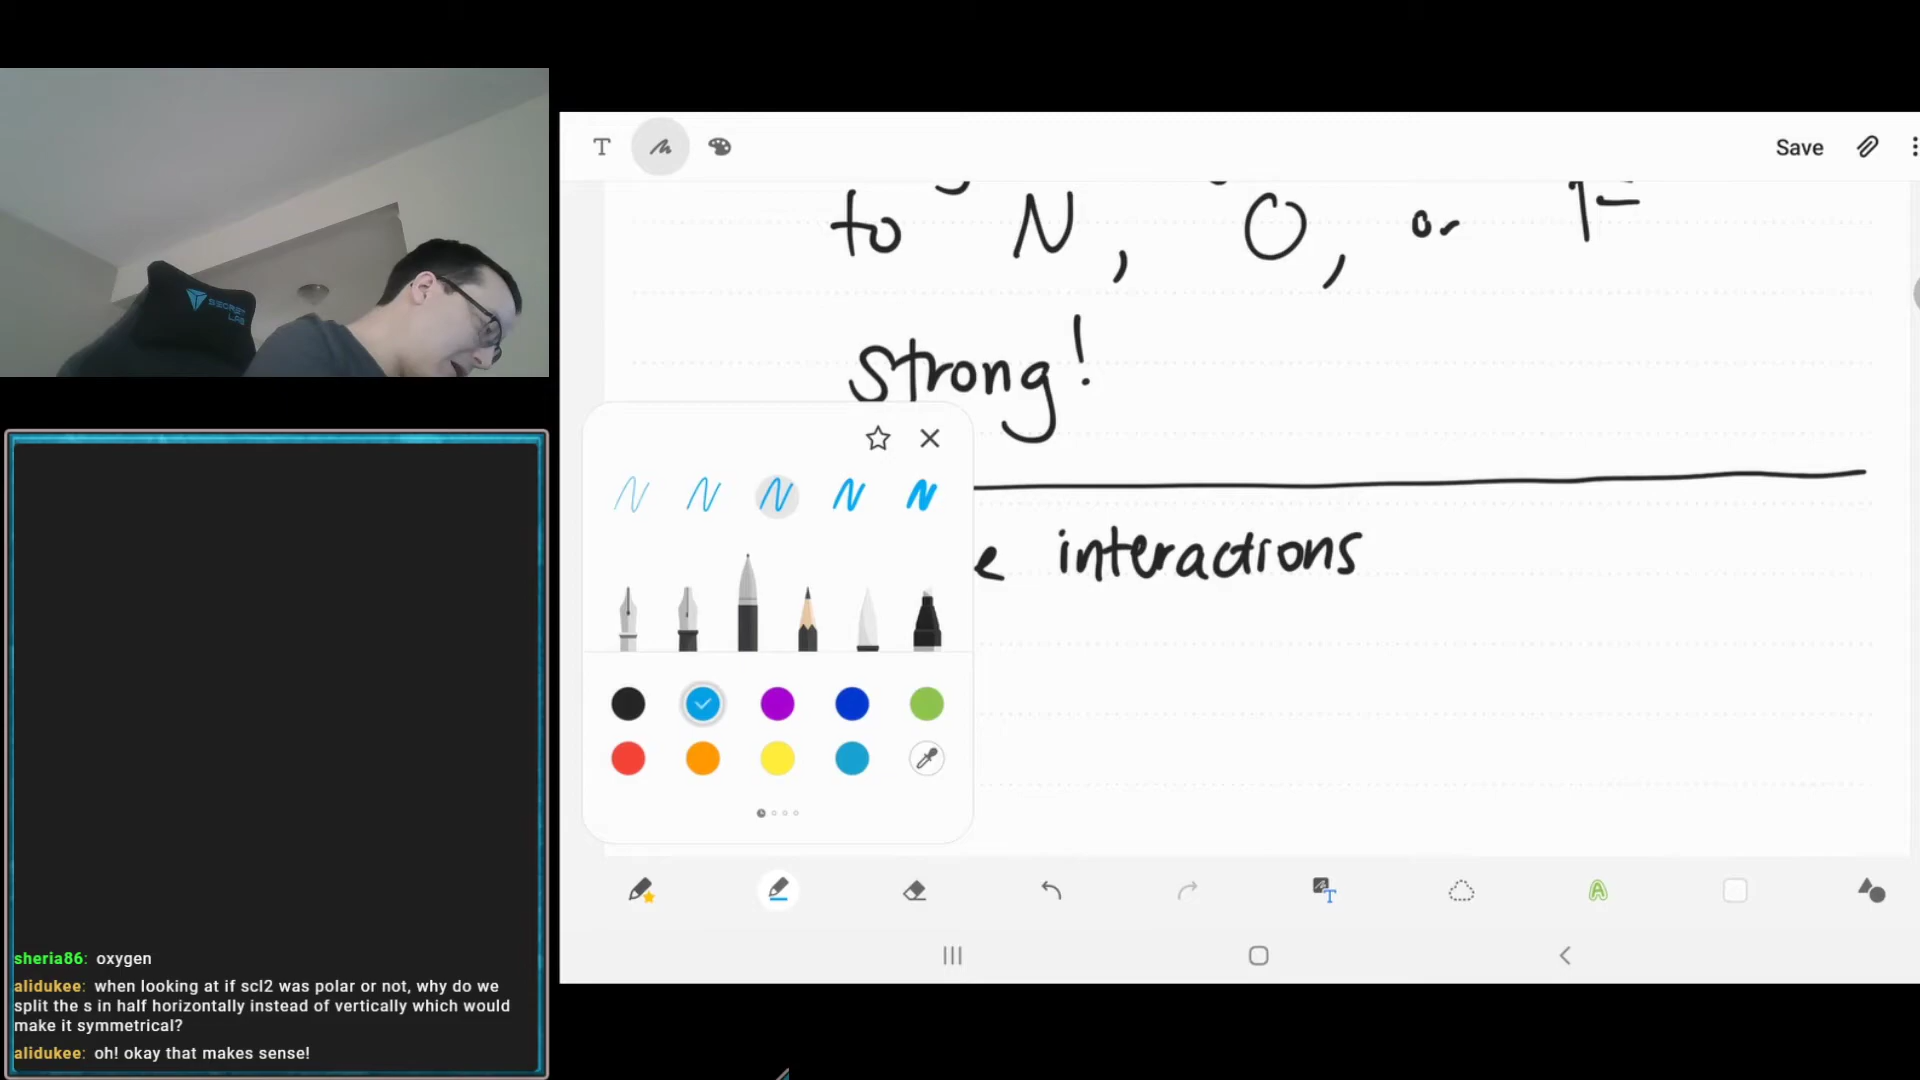 T
Save
to N, O, or F
Strong!
e interactions
SECRET
LAB
sheria86: oxygen
alidukee: when looking at if scl2 was polar or not, why do we
split the s in half horizontally instead of vertically which would
make it symmetrical?
alidukee: oh! okay that makes sense!